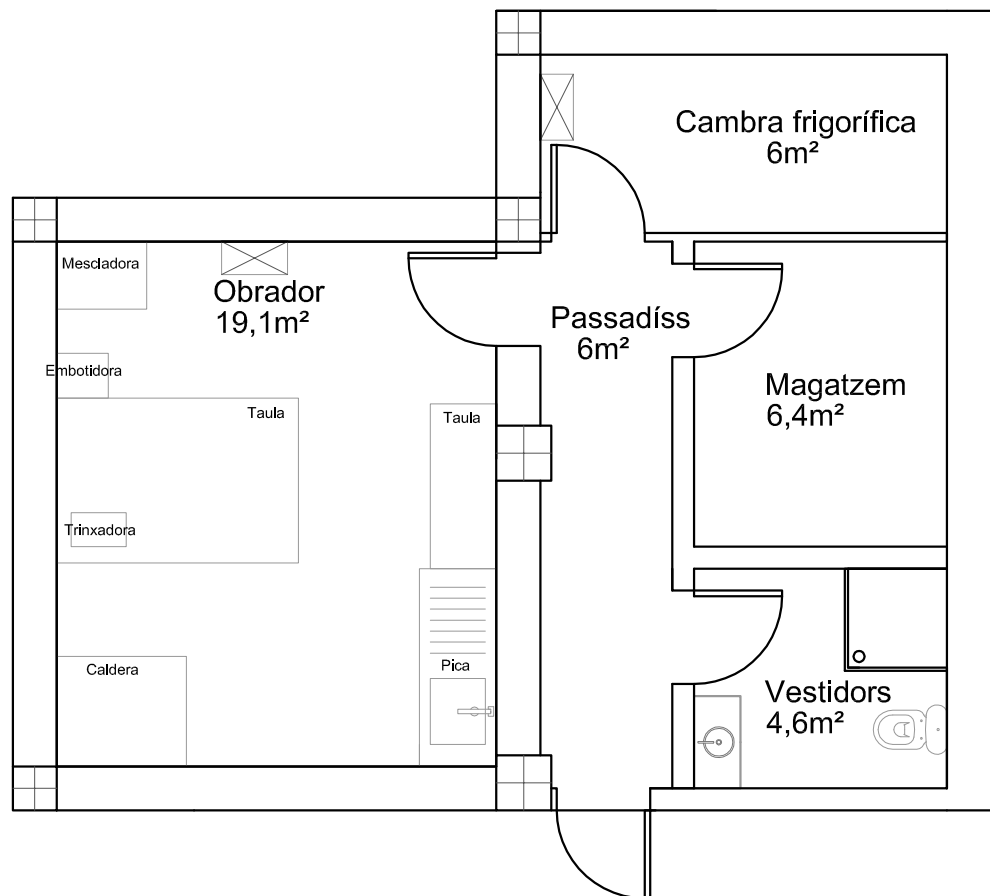 Cambra frigorífica
6m²
Mescladora
Obrador
19,1m²
Passadíss
6m²
Embotidora
Taula
Taula
Magatzem
6,4m²
Trinxadora
Caldera
Pica
Vestidors
4,6m²